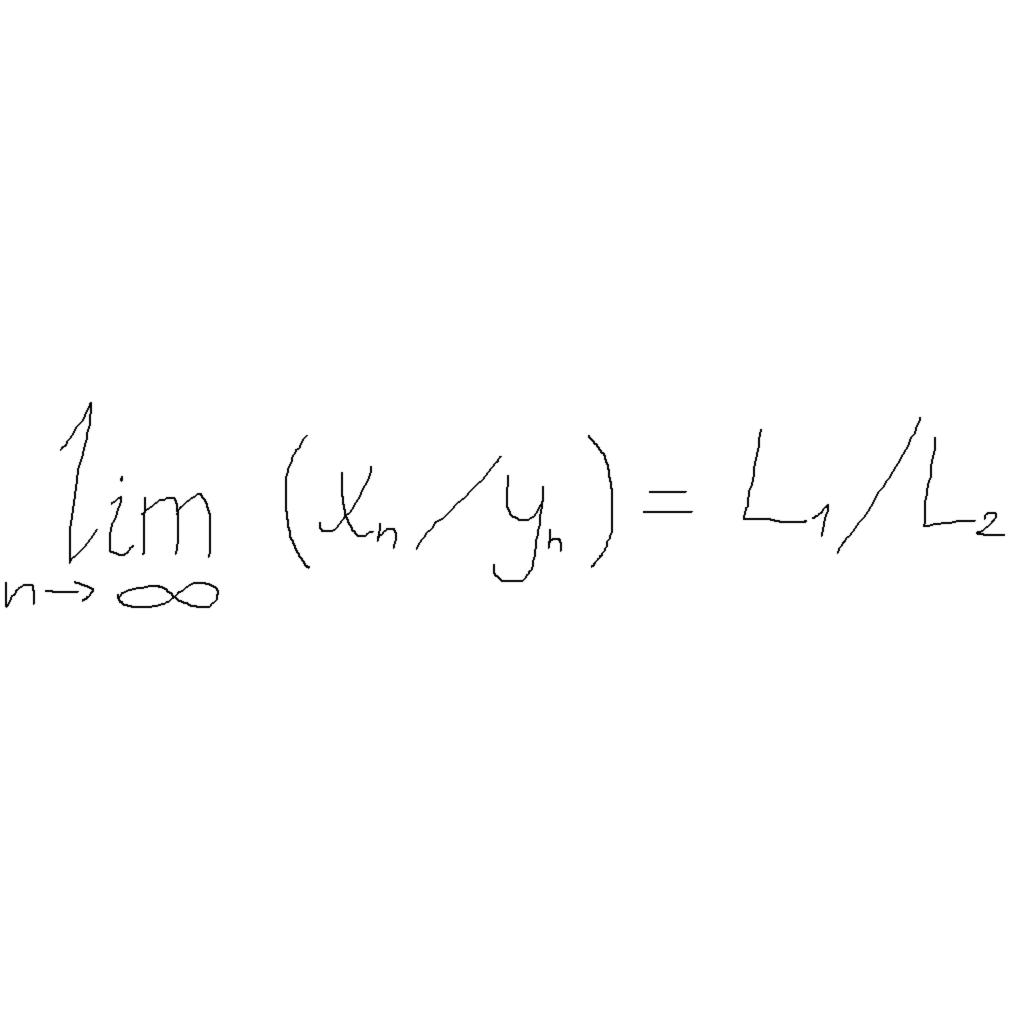 lim (xₙ/yₙ) = L₁/L₂
n→∞